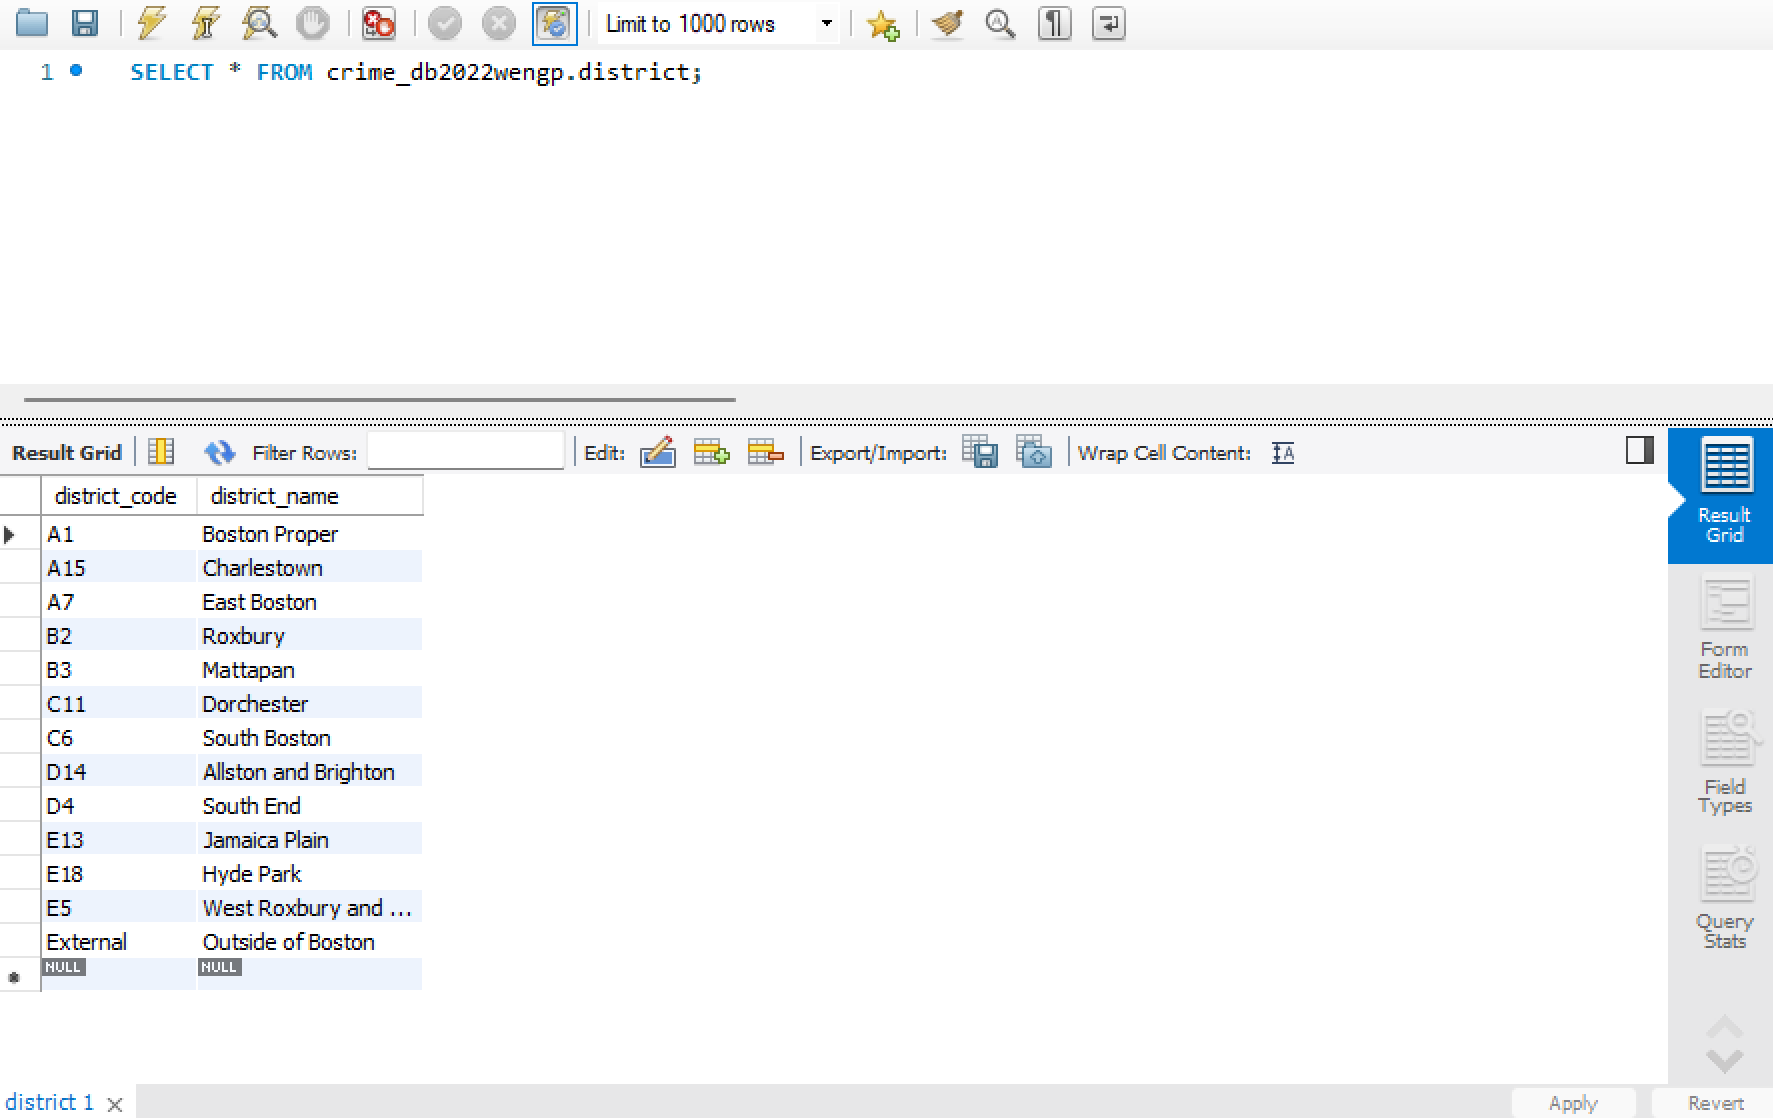 Limit to 1000 rows
1 SELECT * FROM crime_db2022wengp.district;
Result Grid Filter Rows: Edit: Export/Import: Wrap Cell Content:
district_code district_name
A1 Boston Proper
A15 Charlestown
A7 East Boston
B2 Roxbury
B3 Mattapan
C11 Dorchester
C6 South Boston
D14 Allston and Brighton
D4 South End
E13 Jamaica Plain
E18 Hyde Park
E5 West Roxbury and ...
External Outside of Boston
NULL NULL
Result
Grid
Form
Editor
Field
Types
Query
Stats
district 1 Apply Revert